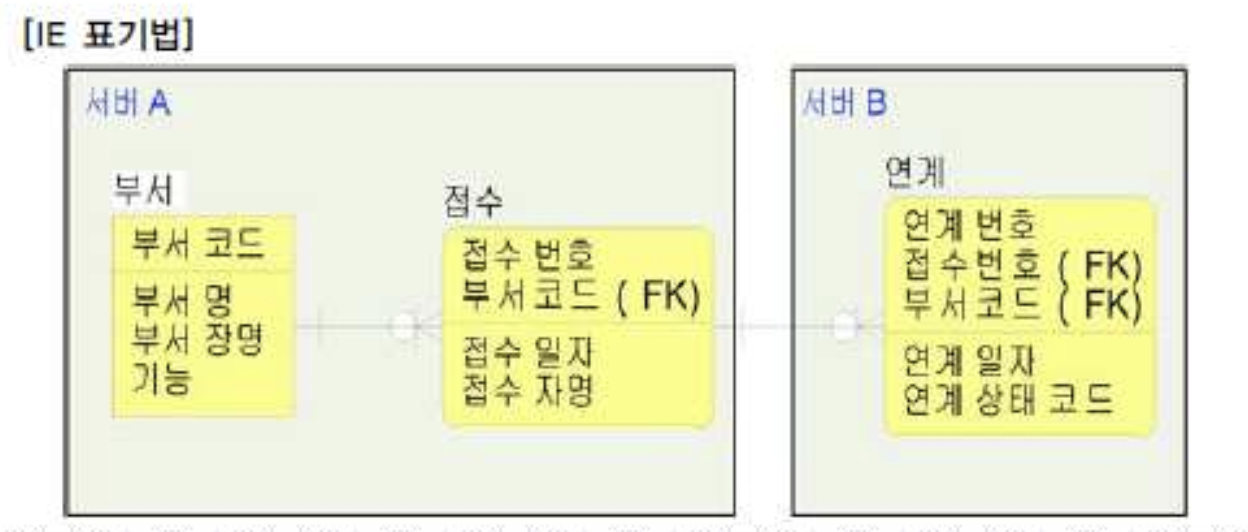 [IE 표기법]
서버 A
부서
부서 코드
부서 명
부서 장명
기능
접수
접수 번호
부서코드 ( FK)
접수 일자
접수 자명
서버 B
연계
연계 번호
접수번호 ( FK)
부서코드 ( FK)
연계 일자
연계 상태 코드